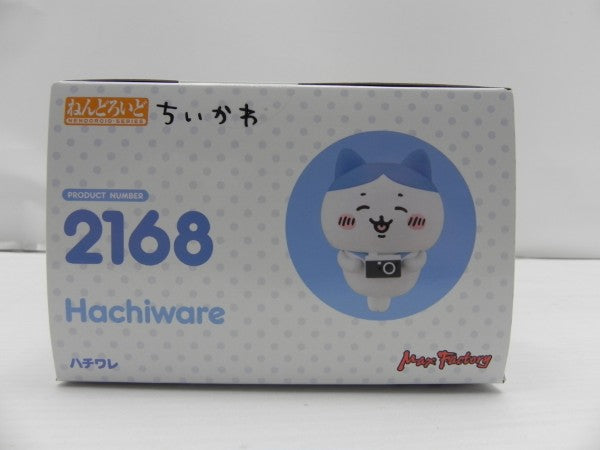 ねんどろいど
NENDOROID SERIES
ちいかわ
PRODUCT NUMBER
2168
Hachiware
ハチワレ
Max Factory